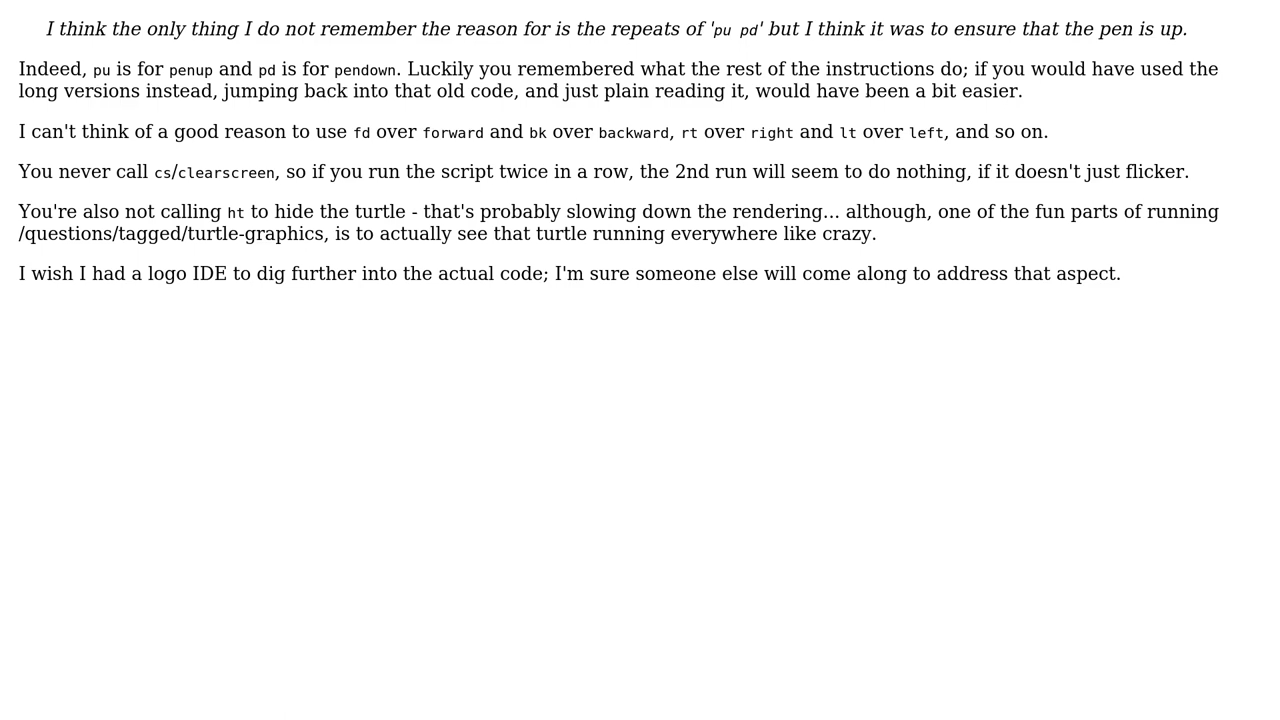 I think the only thing I do not remember the reason for is the repeats of 'pu pd' but I think it was to ensure that the pen is up.
Indeed, pu is for penup and pd is for pendown. Luckily you remembered what the rest of the instructions do; if you would have used the
long versions instead, jumping back into that old code, and just plain reading it, would have been a bit easier.
I can't think of a good reason to use fd over forward and bk over backward, rt over right and lt over left, and so on.
You never call cs/clearscreen, so if you run the script twice in a row, the 2nd run will seem to do nothing, if it doesn't just flicker.
You're also not calling ht to hide the turtle - that's probably slowing down the rendering... although, one of the fun parts of running
/questions/tagged/turtle-graphics, is to actually see that turtle running everywhere like crazy.
I wish I had a logo IDE to dig further into the actual code; I'm sure someone else will come along to address that aspect.